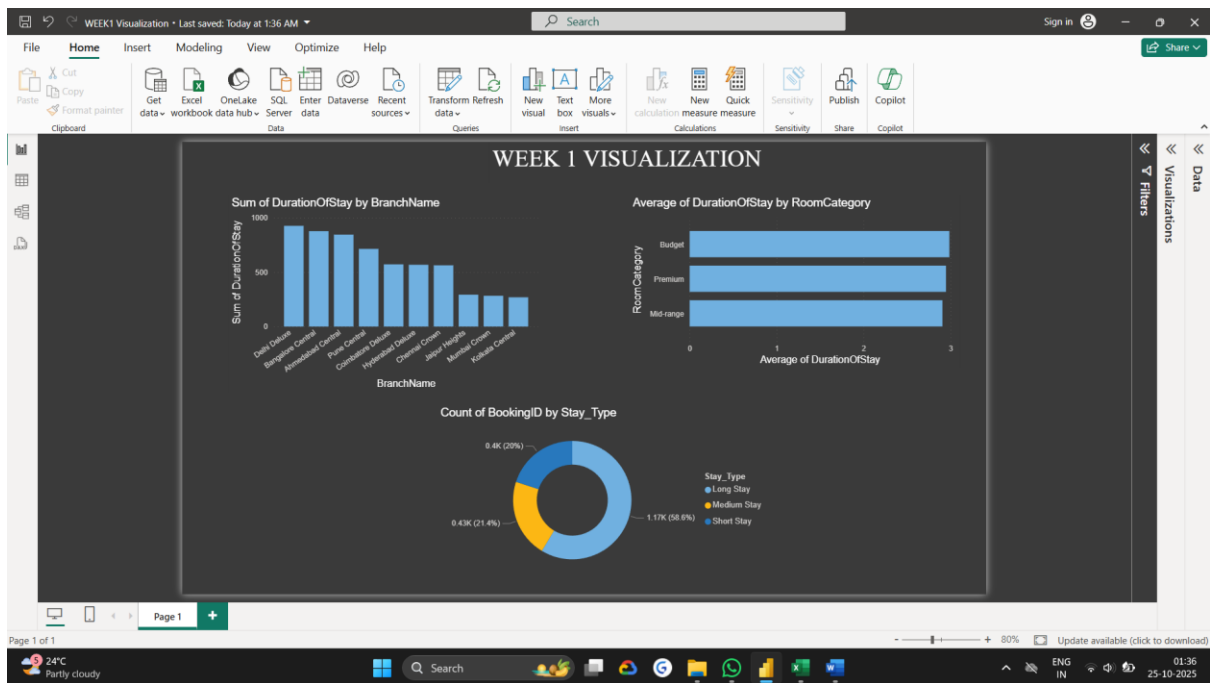 WEEK1 Visualization • Last saved: Today at 1:36 AM
Search
Sign in
File Home Insert Modeling View Optimize Help
Share
Paste
Cut
Copy
Format painter
Clipboard
Get data
Excel workbook
OneLake data hub
SQL Server
Enter data
Dataverse
Recent sources
Data
Transform data
Refresh
Queries
New visual
Text box
More visuals
Insert
New calculation
New measure
Quick measure
Calculations
Sensitivity
Sensitivity
Publish
Share
Copilot
Copilot
WEEK 1 VISUALIZATION
Sum of DurationOfStay by BranchName
Sum of DurationOfStay
1000
500
0
Delhi Deluxe
Bangalore Central
Ahmedabad Central
Pune Central
Coimbatore Deluxe
Hyderabad Deluxe
Chennai Crown
Jaipur Heights
Mumbai Crown
Kolkata Central
BranchName
Average of DurationOfStay by RoomCategory
RoomCategory
Budget
Premium
Mid-range
0 1 2 3
Average of DurationOfStay
Count of BookingID by Stay_Type
0.4K (20%)
0.43K (21.4%)
1.17K (58.6%)
Stay_Type
Long Stay
Medium Stay
Short Stay
Filters
Visualizations
Data
Page 1
Page 1 of 1
80%
Update available (click to download)
5
24°C
Partly cloudy
Search
ENG
IN
01:36
25-10-2025